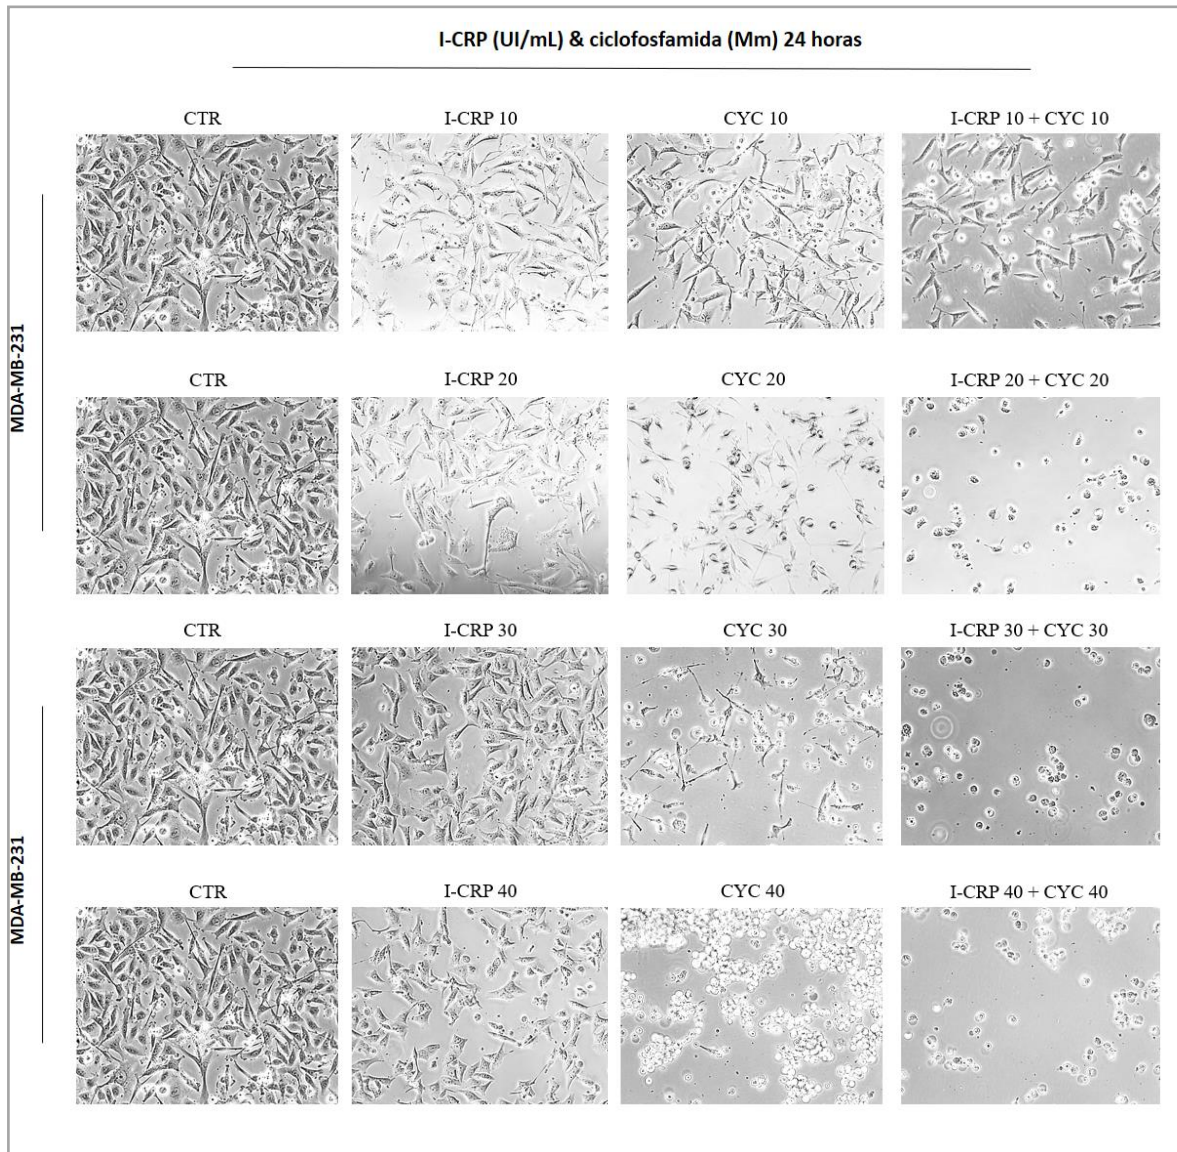 I-CRP (UI/mL) & ciclofosfamida (Mm) 24 horas
CTR
I-CRP 10
CYC 10
I-CRP 10 + CYC 10
MDA-MB-231
CTR
I-CRP 20
CYC 20
I-CRP 20 + CYC 20
CTR
I-CRP 30
CYC 30
I-CRP 30 + CYC 30
MDA-MB-231
CTR
I-CRP 40
CYC 40
I-CRP 40 + CYC 40